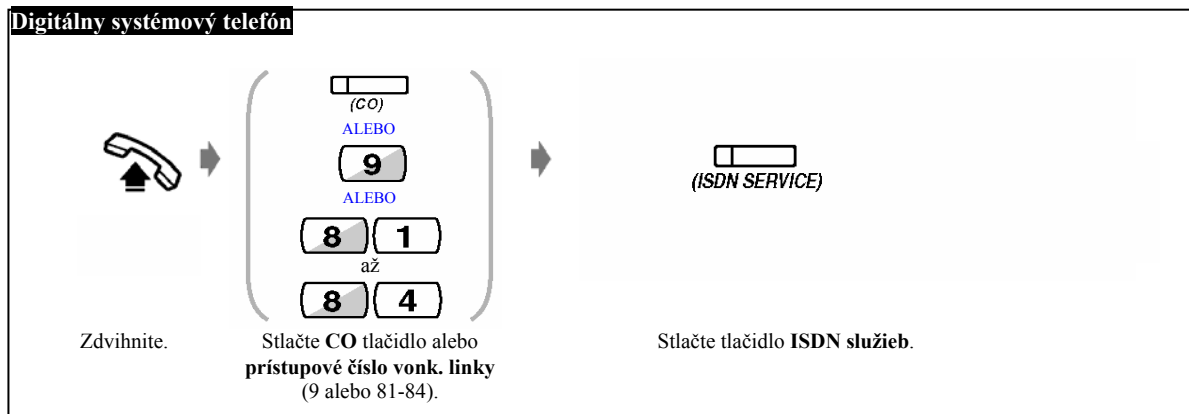 Digitálny systémový telefón
(CO)
ALEBO
9
ALEBO
8 1
až
8 4
(ISDN SERVICE)
Zdvihnite.
Stlačte CO tlačidlo alebo
prístupové číslo vonk. linky
(9 alebo 81-84).
Stlačte tlačidlo ISDN služieb.